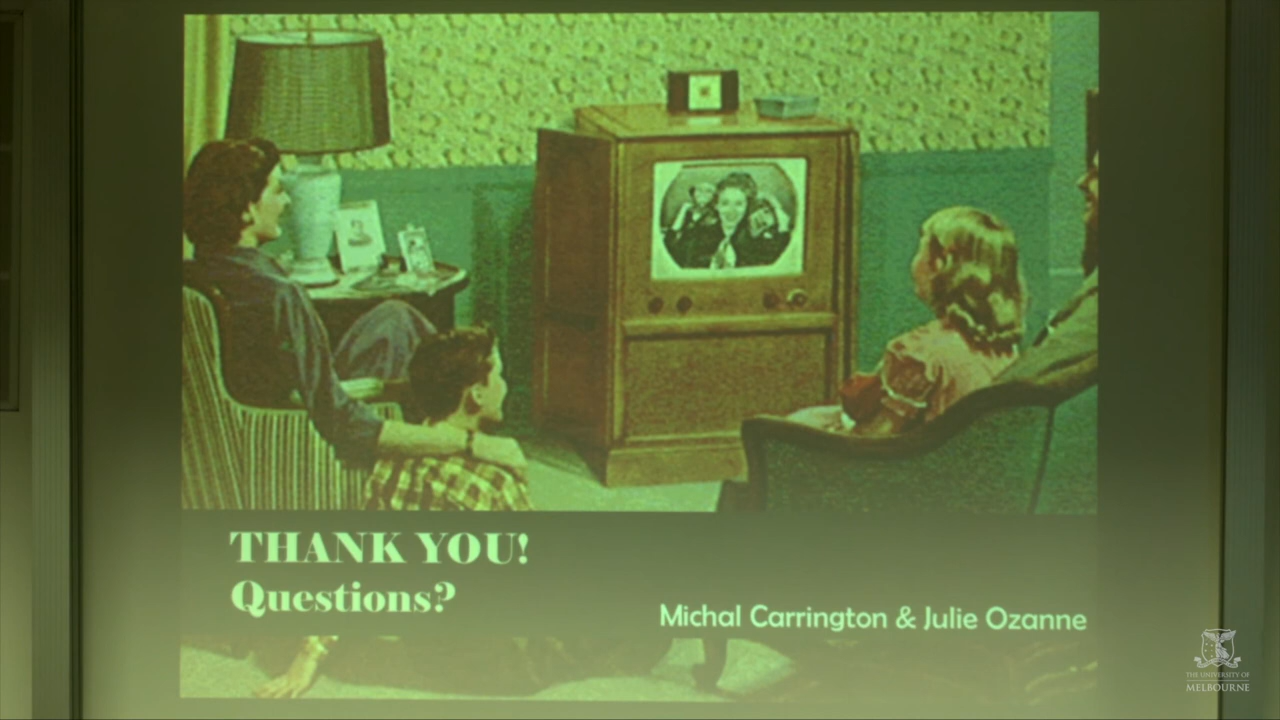 THANK YOU!
Questions?
Michal Carrington & Julie Ozanne
THE UNIVERSITY OF
MELBOURNE